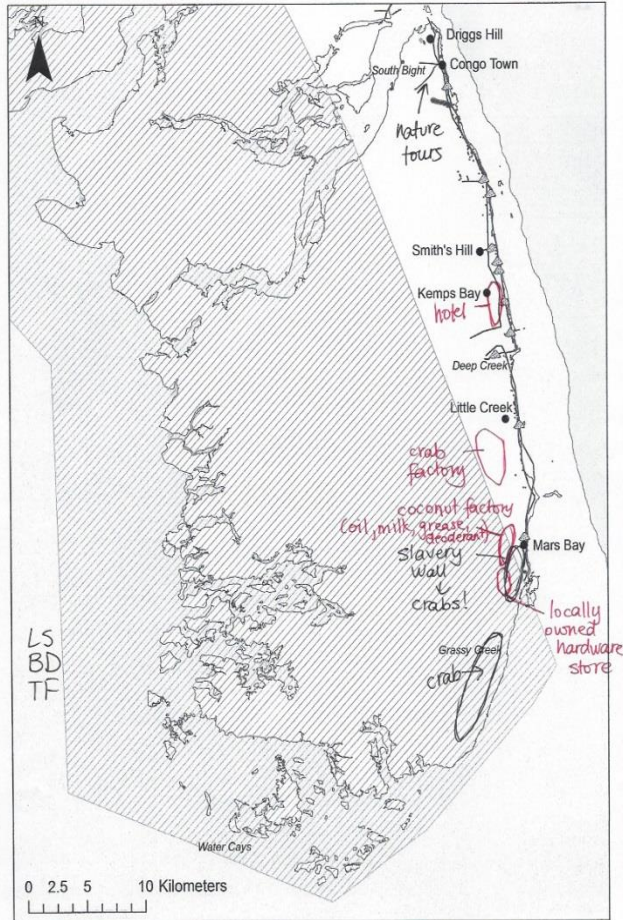 N
Driggs Hill
South Bight
Congo Town
nature
tours
Smith's Hill
Kemps Bay
hotel
Deep Creek
Little Creek
crab
factory
coconut factory
(oil, milk, grease,
deoderant)
Mars Bay
slavery
wall
crabs!
locally
owned
hardware
store
Grassy Creek
crab
LS
BD
TF
Water Cays
0 2.5 5 10 Kilometers